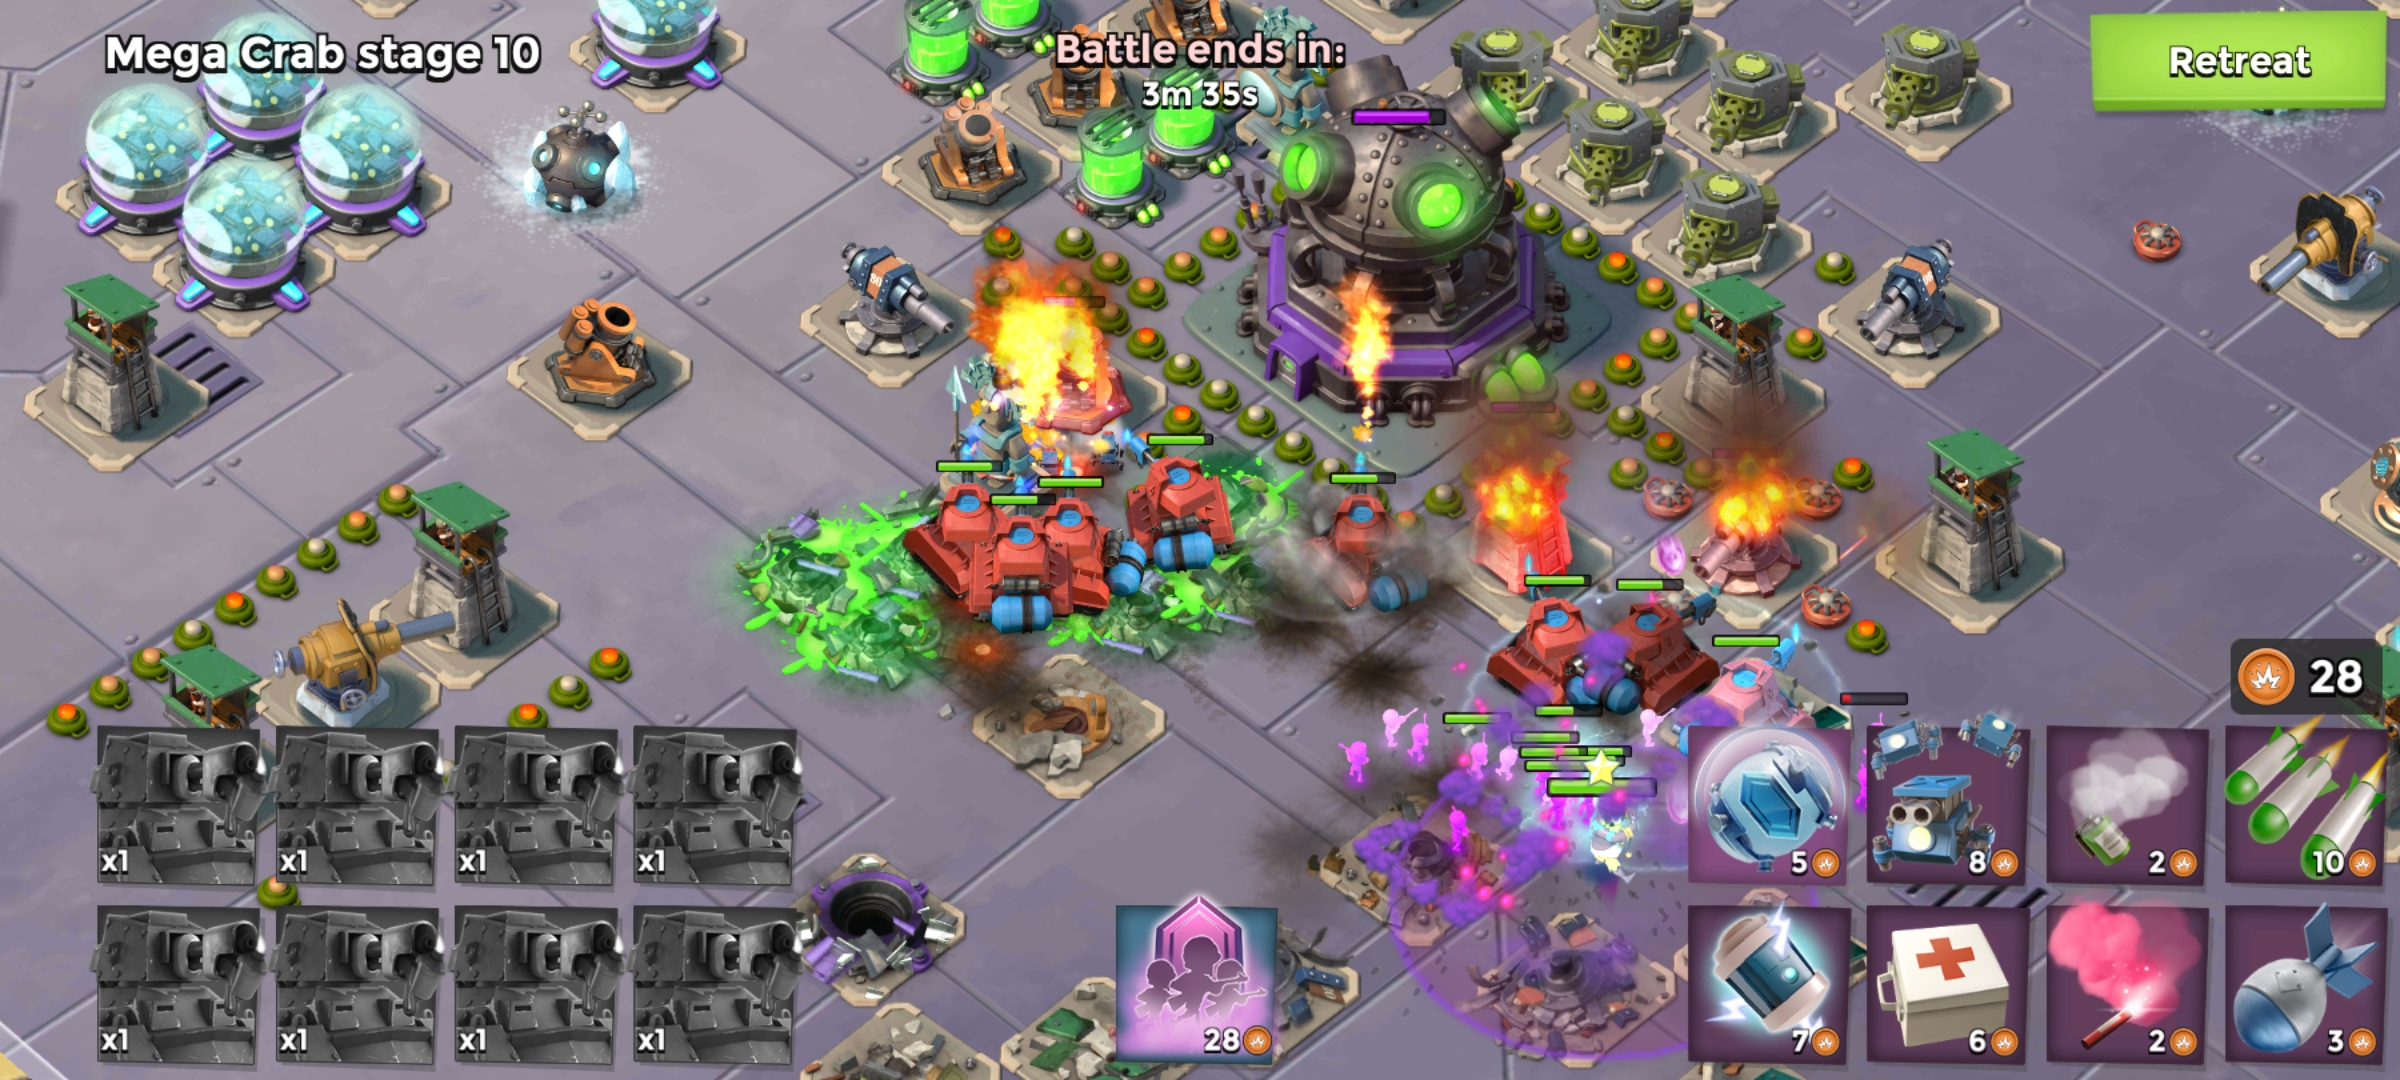 Mega Crab stage 10
Battle ends in:
3m 35s
Retreat
28
x1
x1
x1
x1
5
8
2
10
x1
x1
x1
x1
28
7
6
2
3